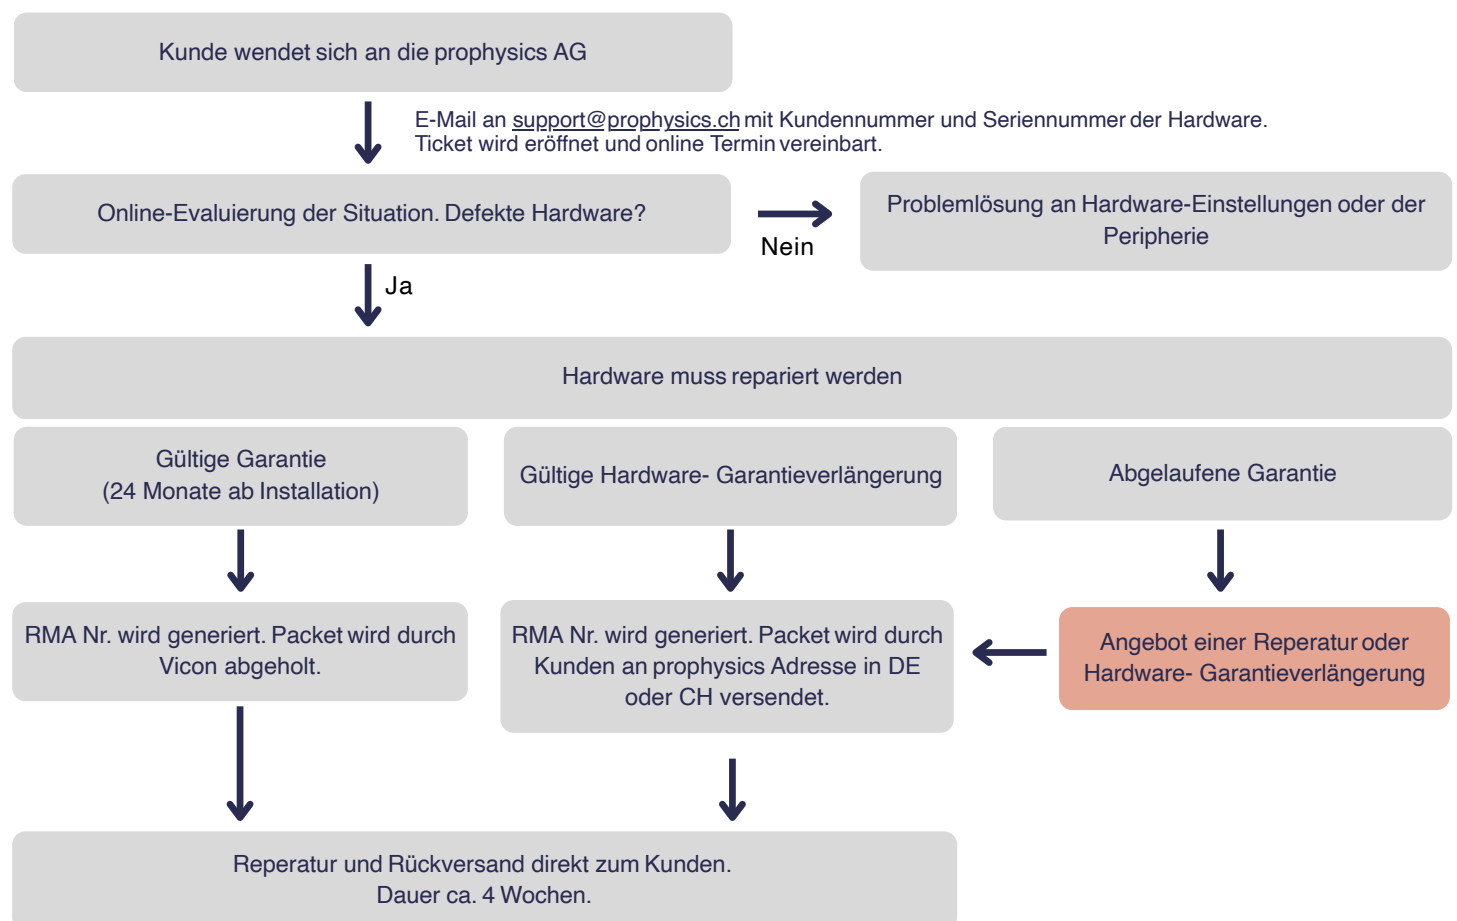 Kunde wendet sich an die prophysics AG
E-Mail an support@prophysics.ch mit Kundennummer und Seriennummer der Hardware.
Ticket wird eröffnet und online Termin vereinbart.
Online-Evaluierung der Situation. Defekte Hardware?
Nein
Problemlösung an Hardware-Einstellungen oder der
Peripherie
Ja
Hardware muss repariert werden
Gültige Garantie
(24 Monate ab Installation)
Gültige Hardware- Garantieverlängerung
Abgelaufene Garantie
RMA Nr. wird generiert. Packet wird durch
Vicon abgeholt.
RMA Nr. wird generiert. Packet wird durch
Kunden an prophysics Adresse in DE
oder CH versendet.
Angebot einer Reperatur oder
Hardware- Garantieverlängerung
Reperatur und Rückversand direkt zum Kunden.
Dauer ca. 4 Wochen.